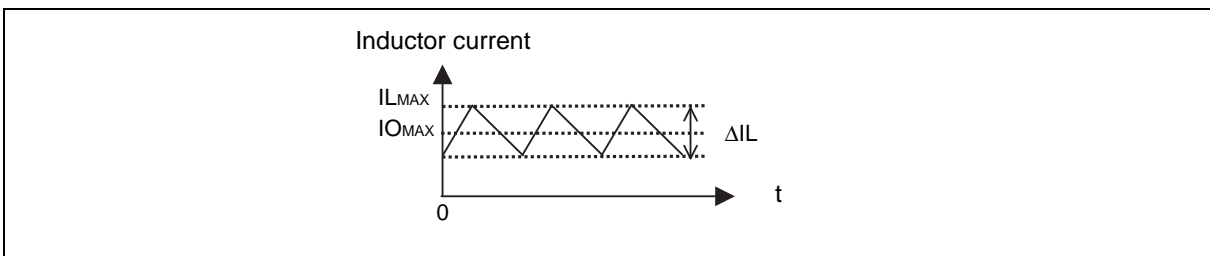 Inductor current
ILMAX
IOMAX
ΔIL
t
0